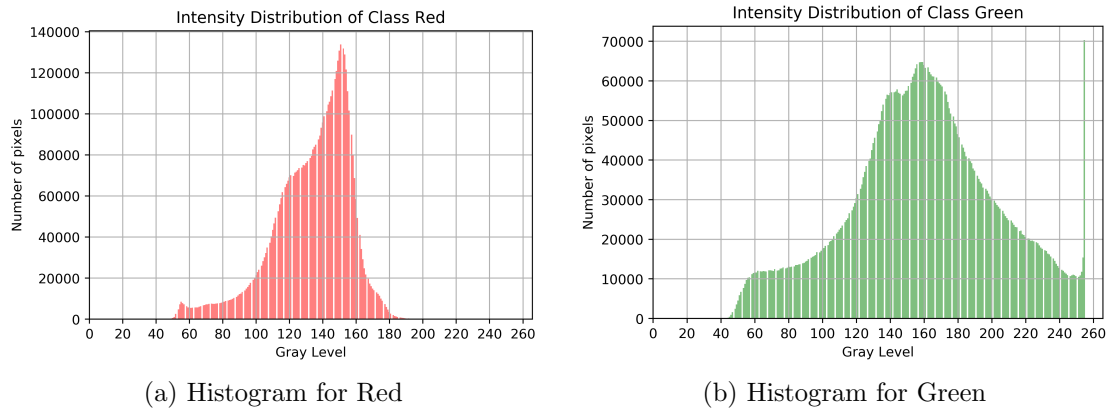 Intensity Distribution of Class Red
140000
120000
100000
80000
60000
40000
20000
0
Number of pixels
0 20 40 60 80 100 120 140 160 180 200 220 240 260
Gray Level
(a) Histogram for Red
Intensity Distribution of Class Green
70000
60000
50000
40000
30000
20000
10000
0
Number of pixels
0 20 40 60 80 100 120 140 160 180 200 220 240 260
Gray Level
(b) Histogram for Green